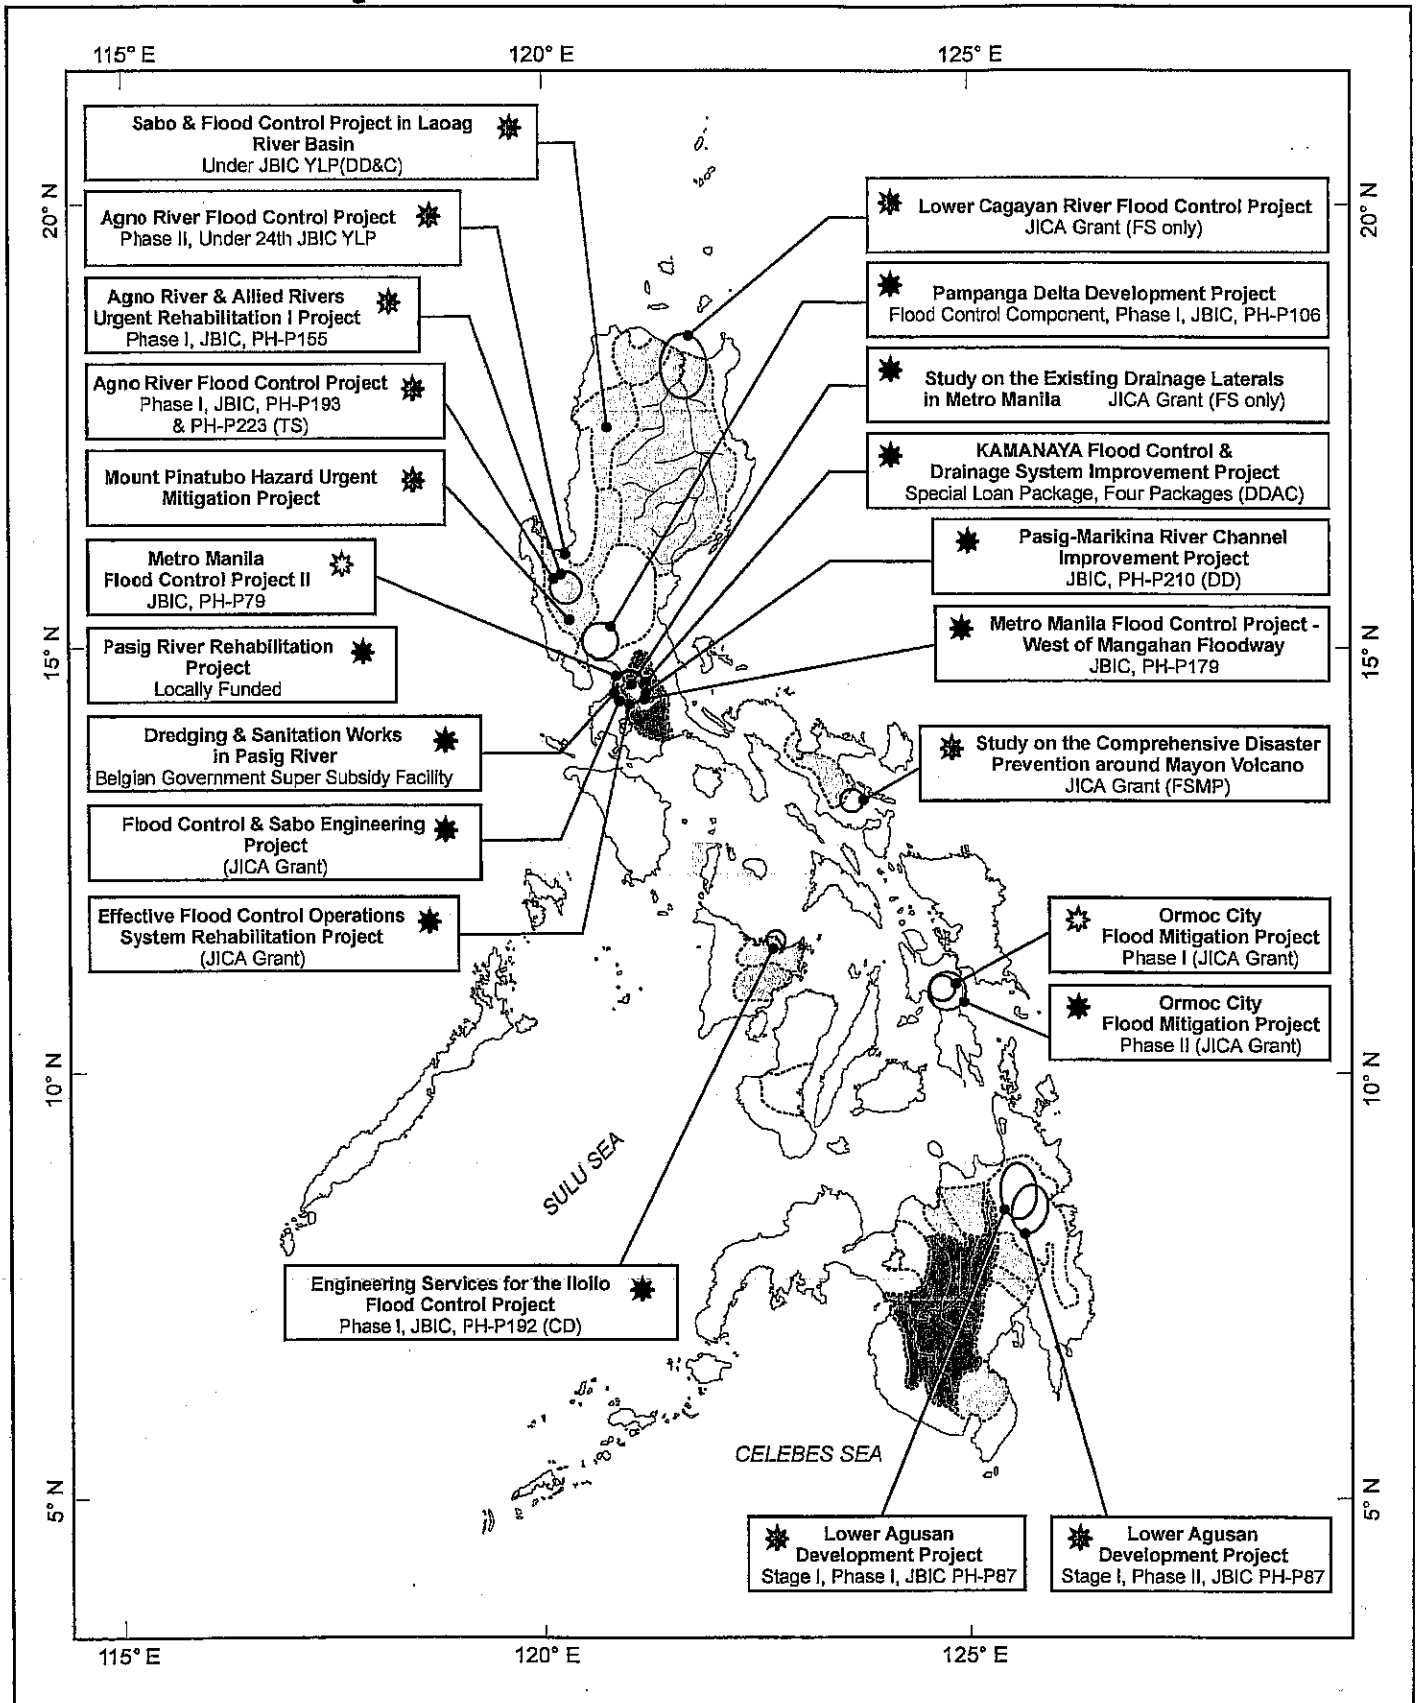 115° E
120° E
125° E
20° N
20° N
Sabo & Flood Control Project in Laoag
River Basin
Under JBIC YLP(DD&C)
Agno River Flood Control Project
Phase II, Under 24th JBIC YLP
Agno River & Allied Rivers
Urgent Rehabilitation I Project
Phase I, JBIC, PH-P155
Agno River Flood Control Project
Phase I, JBIC, PH-P193
& PH-P223 (TS)
Mount Pinatubo Hazard Urgent
Mitigation Project
Metro Manila
Flood Control Project II
JBIC, PH-P79
15° N
Pasig River Rehabilitation
Project
Locally Funded
Dredging & Sanitation Works
in Pasig River
Belgian Government Super Subsidy Facility
Flood Control & Sabo Engineering
Project
(JICA Grant)
Effective Flood Control Operations
System Rehabilitation Project
(JICA Grant)
Lower Cagayan River Flood Control Project
JICA Grant (FS only)
Pampanga Delta Development Project
Flood Control Component, Phase I, JBIC, PH-P106
Study on the Existing Drainage Laterals
in Metro Manila JICA Grant (FS only)
KAMANAYA Flood Control &
Drainage System Improvement Project
Special Loan Package, Four Packages (DDAC)
Pasig-Marikina River Channel
Improvement Project
JBIC, PH-P210 (DD)
Metro Manila Flood Control Project -
West of Mangahan Floodway
JBIC, PH-P179
15° N
Study on the Comprehensive Disaster
Prevention around Mayon Volcano
JICA Grant (FSMP)
Ormoc City
Flood Mitigation Project
Phase I (JICA Grant)
Ormoc City
Flood Mitigation Project
Phase II (JICA Grant)
10° N
10° N
SULU SEA
Engineering Services for the Iloilo
Flood Control Project
Phase I, JBIC, PH-P192 (CD)
CELEBES SEA
5° N
5° N
Lower Agusan
Development Project
Stage I, Phase I, JBIC PH-P87
Lower Agusan
Development Project
Stage I, Phase II, JBIC PH-P87
115° E
120° E
125° E